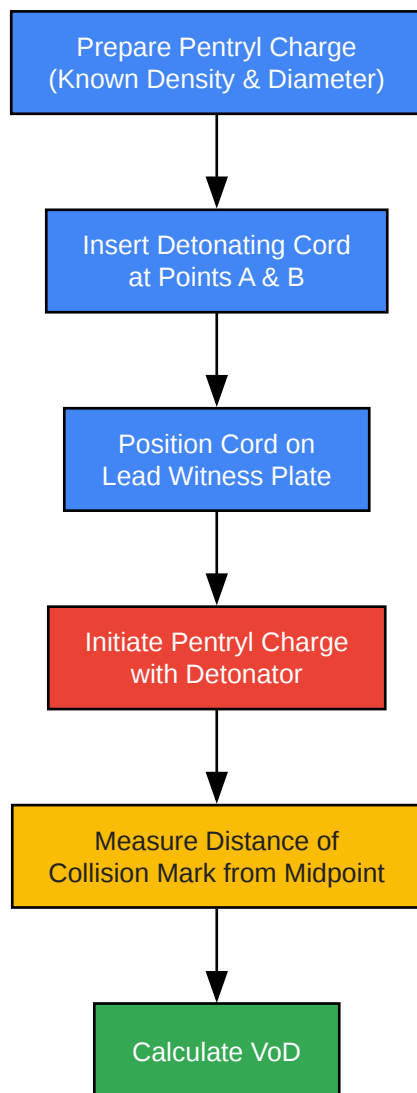 Prepare Pentryl Charge
(Known Density & Diameter)
Insert Detonating Cord
at Points A & B
Position Cord on
Lead Witness Plate
Initiate Pentryl Charge
with Detonator
Measure Distance of
Collision Mark from Midpoint
Calculate VoD